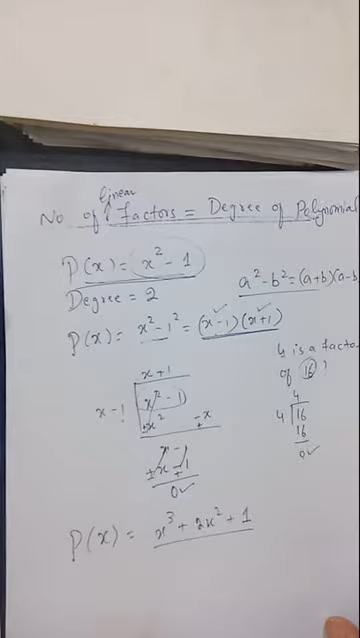 linear
No of factors = Degree of Polynomial
P(x) = x² - 1
a² - b² = (a+b)(a-b
Degree = 2
P(x) = x² - 1² = (x-1)(x+1)
4 is a facto
of 16 ?
x + 1
x - 1 x² - 1
x² - x
x - 1
x - 1
0
4
4 16
16
0
P(x) = x³ + 2x² + 1